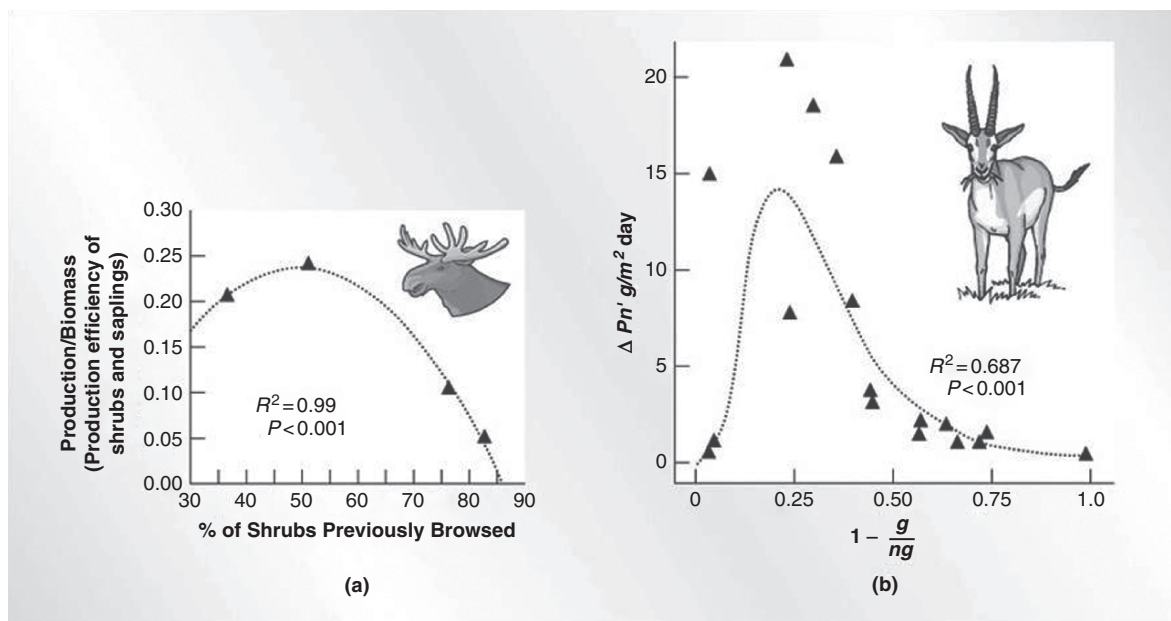 0.30
0.25
0.20
0.15
0.10
0.05
0.00
Production/Biomass
(Production efficiency of
shrubs and saplings)
R²=0.99
P<0.001
30 40 50 60 70 80 90
% of Shrubs Previously Browsed
(a)
20
15
10
5
0
Δ Pn' g/m² day
R²=0.687
P<0.001
0 0.25 0.50 0.75 1.0
1 – g
ng
(b)